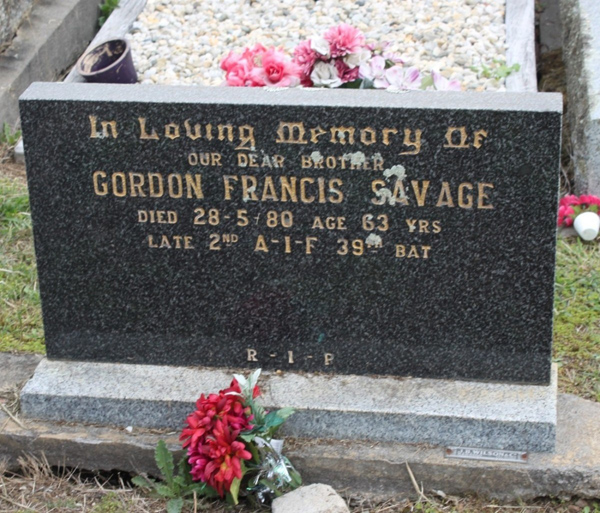 In Loving Memory Of
OUR DEAR BROTHER
GORDON FRANCIS SAVAGE
DIED 28-5-80 AGE 63 YRS
LATE 2ND A-I-F 39TH BAT
R-I-P